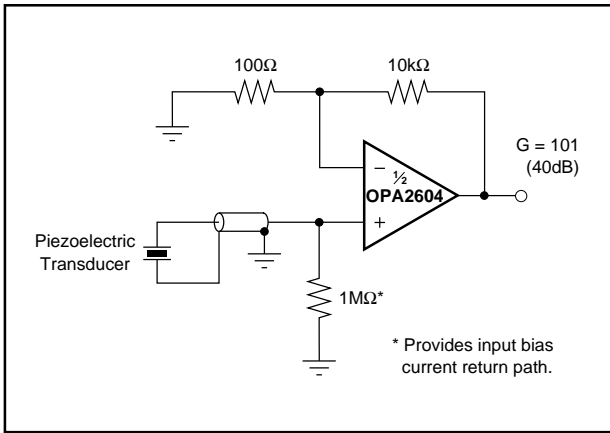 100Ω
10kΩ
G = 101
(40dB)
−
½
OPA2604
+
Piezoelectric
Transducer
1MΩ*
* Provides input bias
current return path.